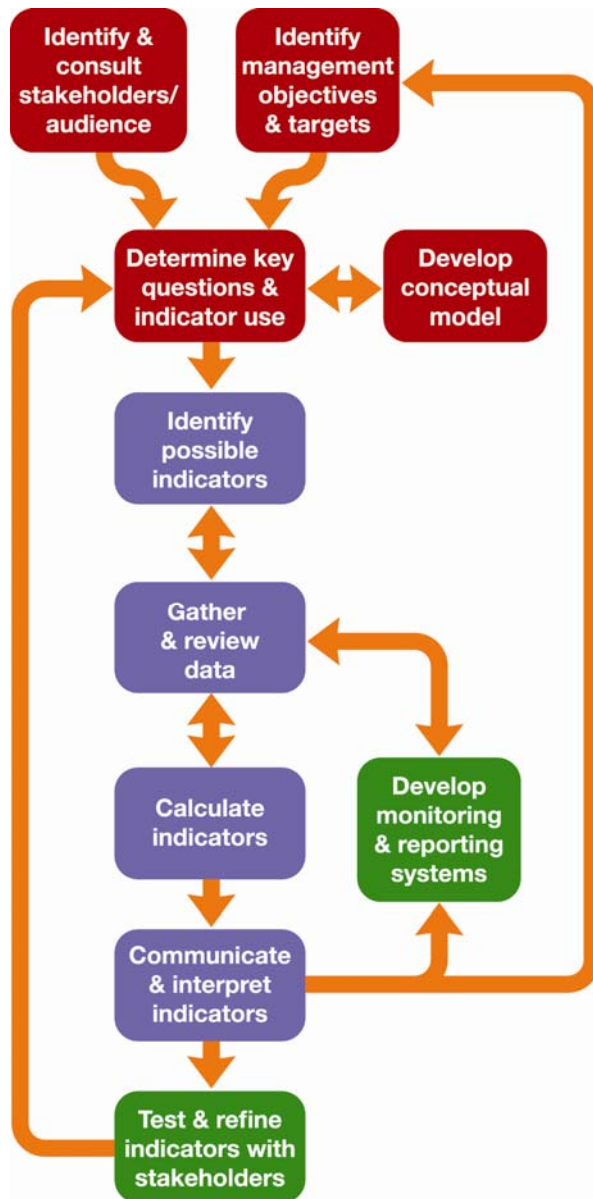 Identify &
consult
stakeholders/
audience
Identify
management
objectives
& targets
Determine key
questions &
indicator use
Develop
conceptual
model
Identify
possible
indicators
Gather
& review
data
Calculate
indicators
Develop
monitoring
& reporting
systems
Communicate
& interpret
indicators
Test & refine
indicators with
stakeholders